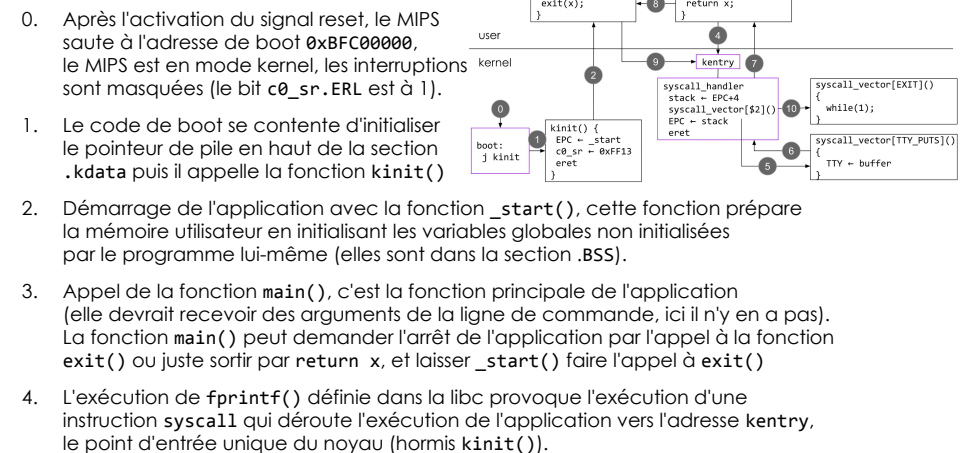 0. Après l'activation du signal reset, le MIPS
saute à l'adresse de boot 0xBFC00000,
le MIPS est en mode kernel, les interruptions
sont masquées (le bit c0_sr.ERL est à 1).
1. Le code de boot se contente d'initialiser
le pointeur de pile en haut de la section
.kdata puis il appelle la fonction kinit()
exit(x);
}
8
return x;
}
user
4
kernel
9
kentry
7
2
syscall_handler
stack ← EPC+4
syscall_vector[$2]()
EPC ← stack
eret
10
syscall_vector[EXIT]()
{
while(1);
}
0
boot:
j kinit
1
kinit() {
EPC ← _start
c0_sr ← 0xFF13
eret
}
6
5
syscall_vector[TTY_PUTS]()
{
TTY ← buffer
}
2. Démarrage de l'application avec la fonction _start(), cette fonction prépare
la mémoire utilisateur en initialisant les variables globales non initialisées
par le programme lui-même (elles sont dans la section .BSS).
3. Appel de la fonction main(), c'est la fonction principale de l'application
(elle devrait recevoir des arguments de la ligne de commande, ici il n'y en a pas).
La fonction main() peut demander l'arrêt de l'application par l'appel à la fonction
exit() ou juste sortir par return x, et laisser _start() faire l'appel à exit()
4. L'exécution de fprintf() définie dans la libc provoque l'exécution d'une
instruction syscall qui déroute l'exécution de l'application vers l'adresse kentry,
le point d'entrée unique du noyau (hormis kinit()).